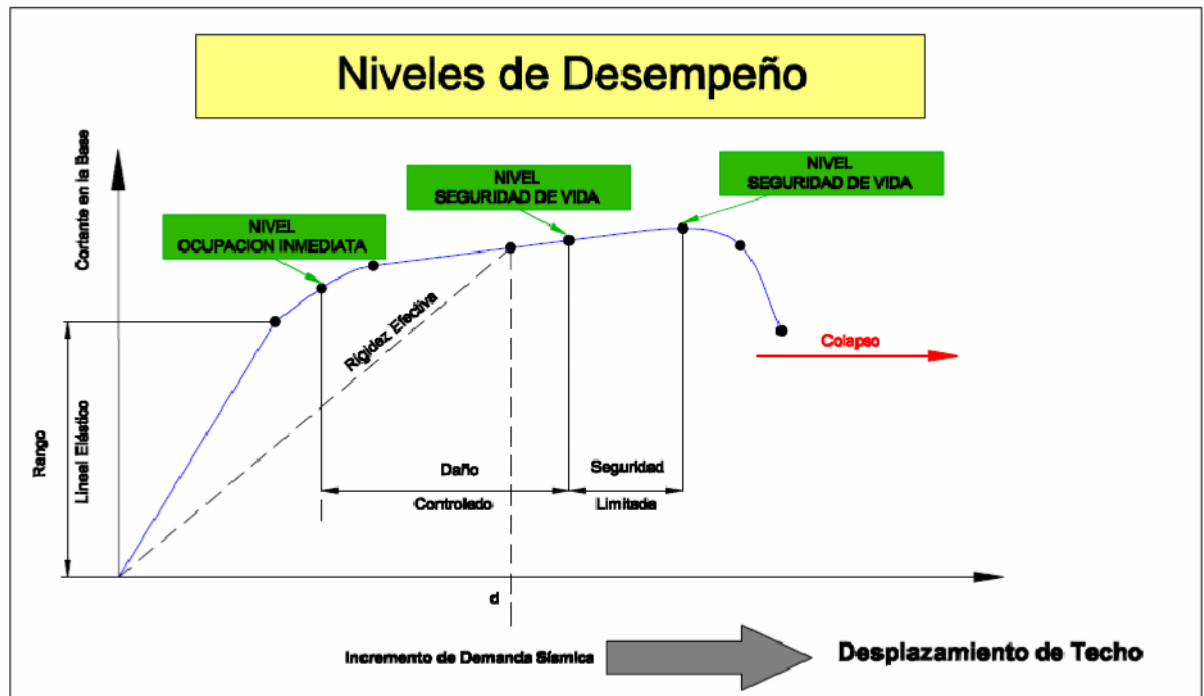 Niveles de Desempeño
Cortante en la Base
NIVEL
OCUPACION INMEDIATA
NIVEL
SEGURIDAD DE VIDA
NIVEL
SEGURIDAD DE VIDA
Rigidez Efectiva
Colapso
Rango
Lineal Elástico
Daño
Controlado
Seguridad
Limitada
d
Incremento de Demanda Sísmica
Desplazamiento de Techo